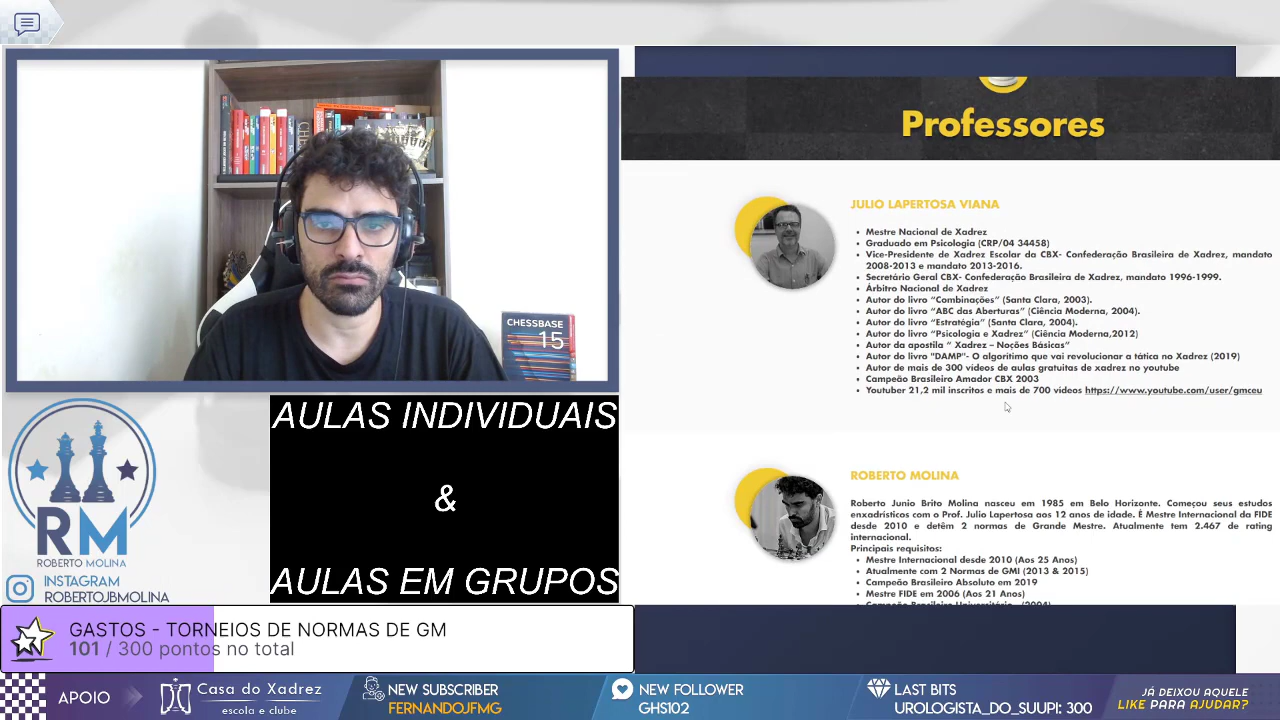 CHESSBASE
15
Professores
JULIO LAPERTOSA VIANA
• Mestre Nacional de Xadrez
• Graduado em Psicologia (CRP/04 34458)
• Vice-Presidente de Xadrez Escolar da CBX- Confederação Brasileira de Xadrez, mandato
2008-2013 e mandato 2013-2016.
• Secretário Geral CBX- Confederação Brasileira de Xadrez, mandato 1996-1999.
• Árbitro Nacional de Xadrez
• Autor do livro "Combinações" (Santa Clara, 2003).
• Autor do livro "ABC das Aberturas" (Ciência Moderna, 2004).
• Autor do livro "Estratégia" (Santa Clara, 2004).
• Autor do livro "Psicologia e Xadrez" (Ciência Moderna,2012)
• Autor da apostila " Xadrez – Noções Básicas"
• Autor do livro "DAMP"- O algoritimo que vai revolucionar a tática no Xadrez (2019)
• Autor de mais de 300 vídeos de aulas gratuitas de xadrez no youtube
• Campeão Brasileiro Amador CBX 2003
• Youtuber 21,2 mil inscritos e mais de 700 videos https://www.youtube.com/user/gmceu
ROBERTO MOLINA
Roberto Junio Brito Molina nasceu em 1985 em Belo Horizonte. Começou seus estudos
enxadrísticos com o Prof. Julio Lapertosa aos 12 anos de idade. É Mestre Internacional da FIDE
desde 2010 e detêm 2 normas de Grande Mestre. Atualmente tem 2.467 de rating
internacional.
Principais requisitos:
• Mestre Internacional desde 2010 (Aos 25 Anos)
• Atualmente com 2 Normas de GMI (2013 & 2015)
• Campeão Brasileiro Absoluto em 2019
• Mestre FIDE em 2006 (Aos 21 Anos)
• Campeão Brasileiro Universitário (2004)
RM
ROBERTO MOLINA
INSTAGRAM
ROBERTOJBMOLINA
AULAS INDIVIDUAIS
&
AULAS EM GRUPOS
GASTOS - TORNEIOS DE NORMAS DE GM
101 / 300 pontos no total
APOIO
Casa do Xadrez
escola e clube
NEW SUBSCRIBER
FERNANDOJFMG
NEW FOLLOWER
GHS102
LAST BITS
UROLOGISTA_DO_SUUPI: 300
JÁ DEIXOU AQUELE
LIKE PARA AJUDAR?